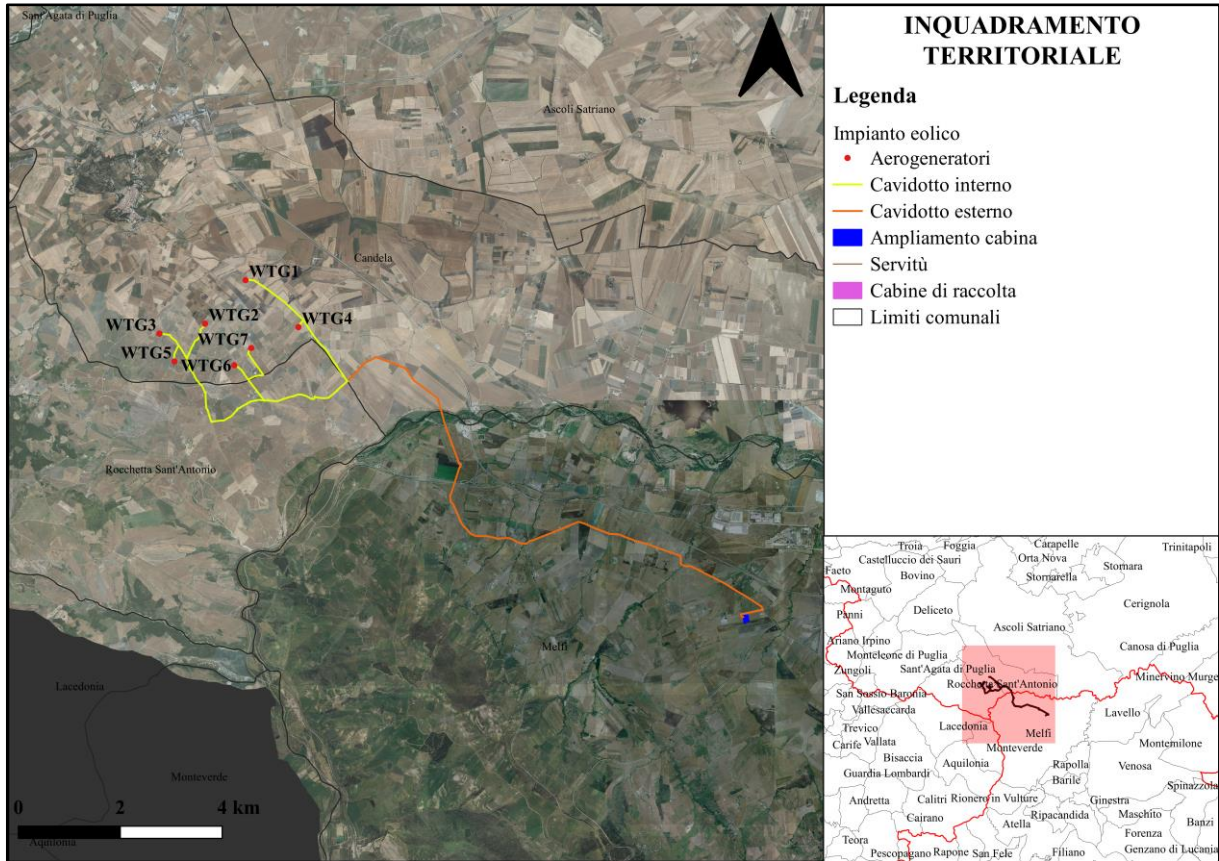 Sant'Agata di Puglia
Ascoli Satriano
Candela
WTG1
WTG2
WTG3
WTG4
WTG7
WTG5
WTG6
Rocchetta Sant'Antonio
Melfi
Lacedonia
Monteverde
0 2 4 km
Aquilonia
INQUADRAMENTO
TERRITORIALE
Legenda
Impianto eolico
Aerogeneratori
Cavidotto interno
Cavidotto esterno
Ampliamento cabina
Servitù
Cabine di raccolta
Limiti comunali
Troia
Foggia
Carapelle
Trinitapoli
Castelluccio dei Sauri
Orta Nova
Faeto
Bovino
Stornarella
Stornara
Montaguto
Panni
Deliceto
Cerignola
Ascoli Satriano
Ariano Irpino
Monteleone di Puglia
Canosa di Puglia
Zungoli
Sant'Agata di Puglia
Rocchetta Sant'Antonio
Minervino Murge
San Sossio Baronia
Vallesaccarda
Lavello
Trevico
Lacedonia
Melfi
Carife
Vallata
Monteverde
Montemilone
Bisaccia
Aquilonia
Rapolla
Venosa
Guardia Lombardi
Barile
Spinazzola
Andretta
Calitri
Rionero in Vulture
Ginestra
Cairano
Ripacandida
Maschito
Banzi
Atella
Forenza
Teora
Pescopagano
Rapone
San Fele
Filiano
Genzano di Lucania